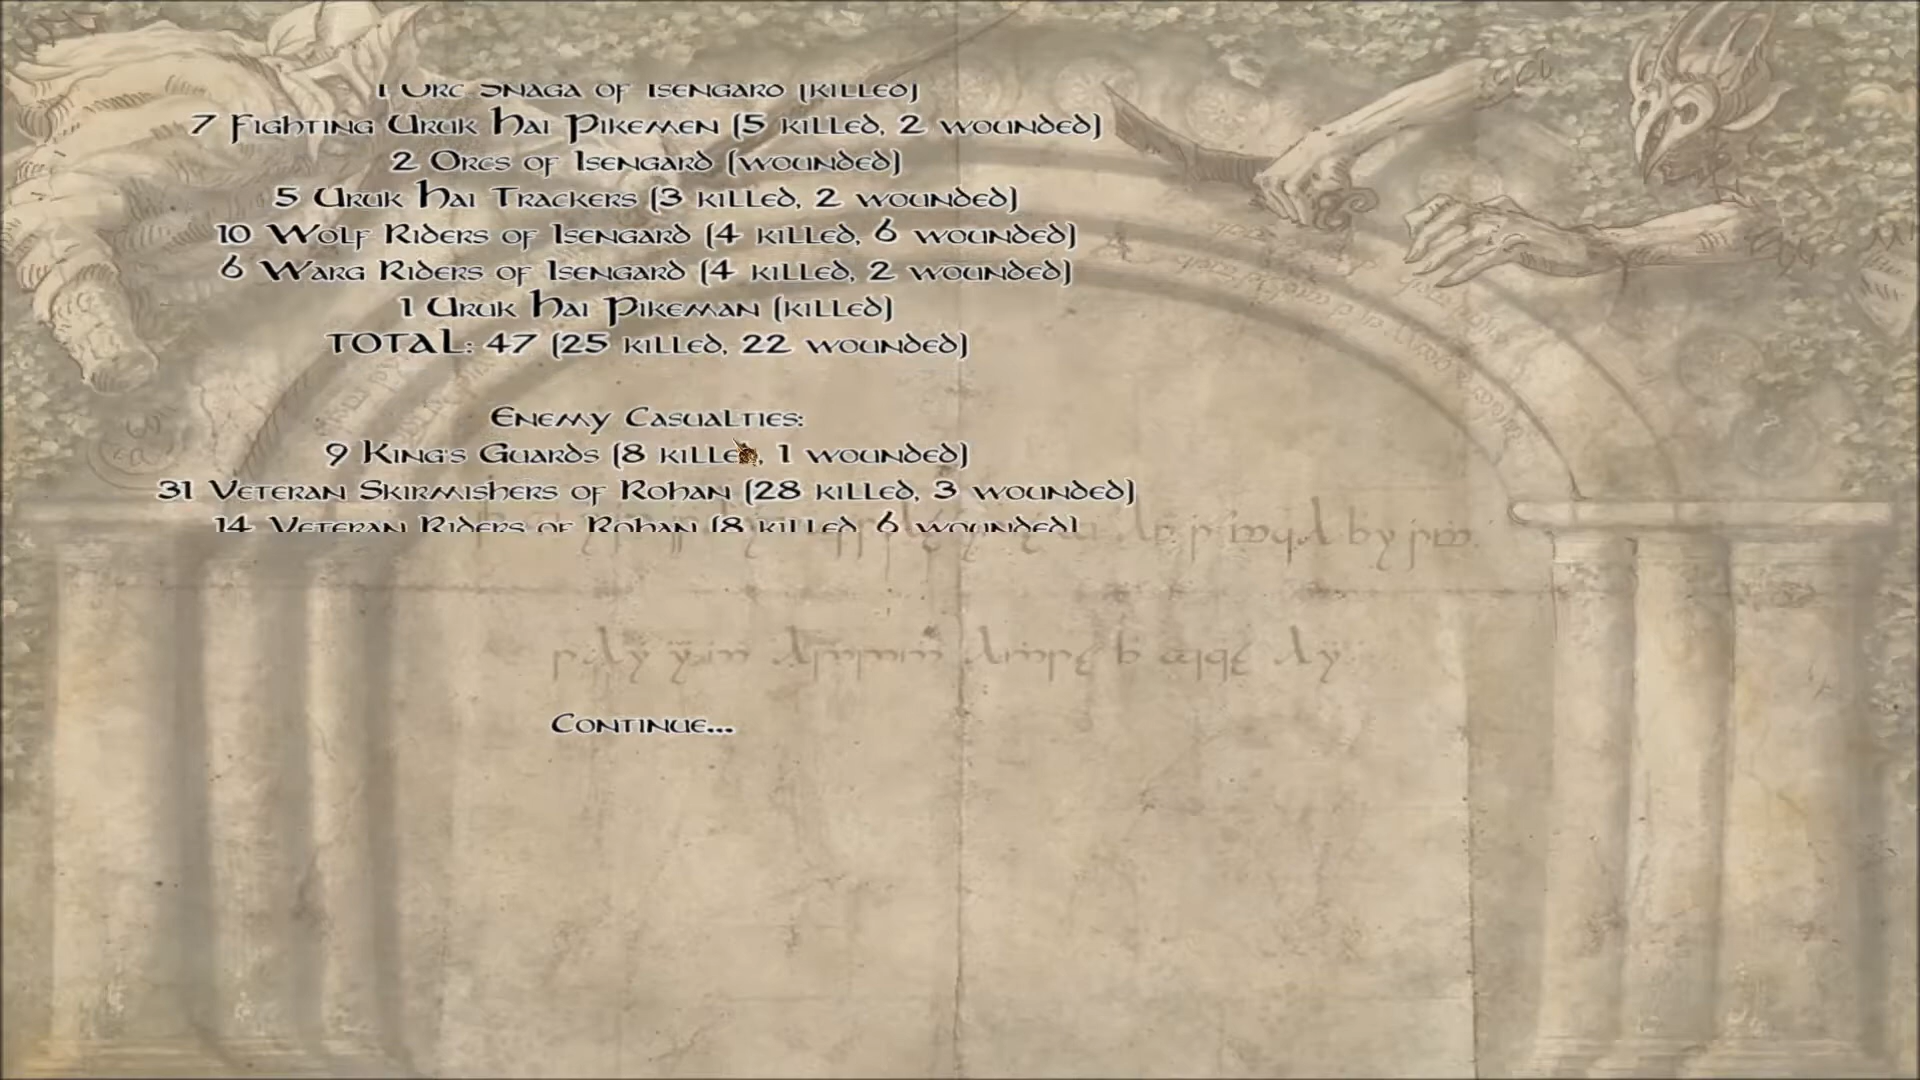 1 Orc Snaga of Isengard (killed)
7 Fighting Uruk Hai Pikemen (5 killed, 2 wounded)
2 Orcs of Isengard (wounded)
5 Uruk Hai Trackers (3 killed, 2 wounded)
10 Wolf Riders of Isengard (4 killed, 6 wounded)
6 Warg Riders of Isengard (4 killed, 2 wounded)
1 Uruk Hai Pikeman (killed)
TOTAL: 47 (25 killed, 22 wounded)
Enemy Casualties:
9 King's Guards (8 killed, 1 wounded)
31 Veteran Skirmishers of Rohan (28 killed, 3 wounded)
14 Veteran Riders of Rohan (8 killed, 6 wounded)
Continue...